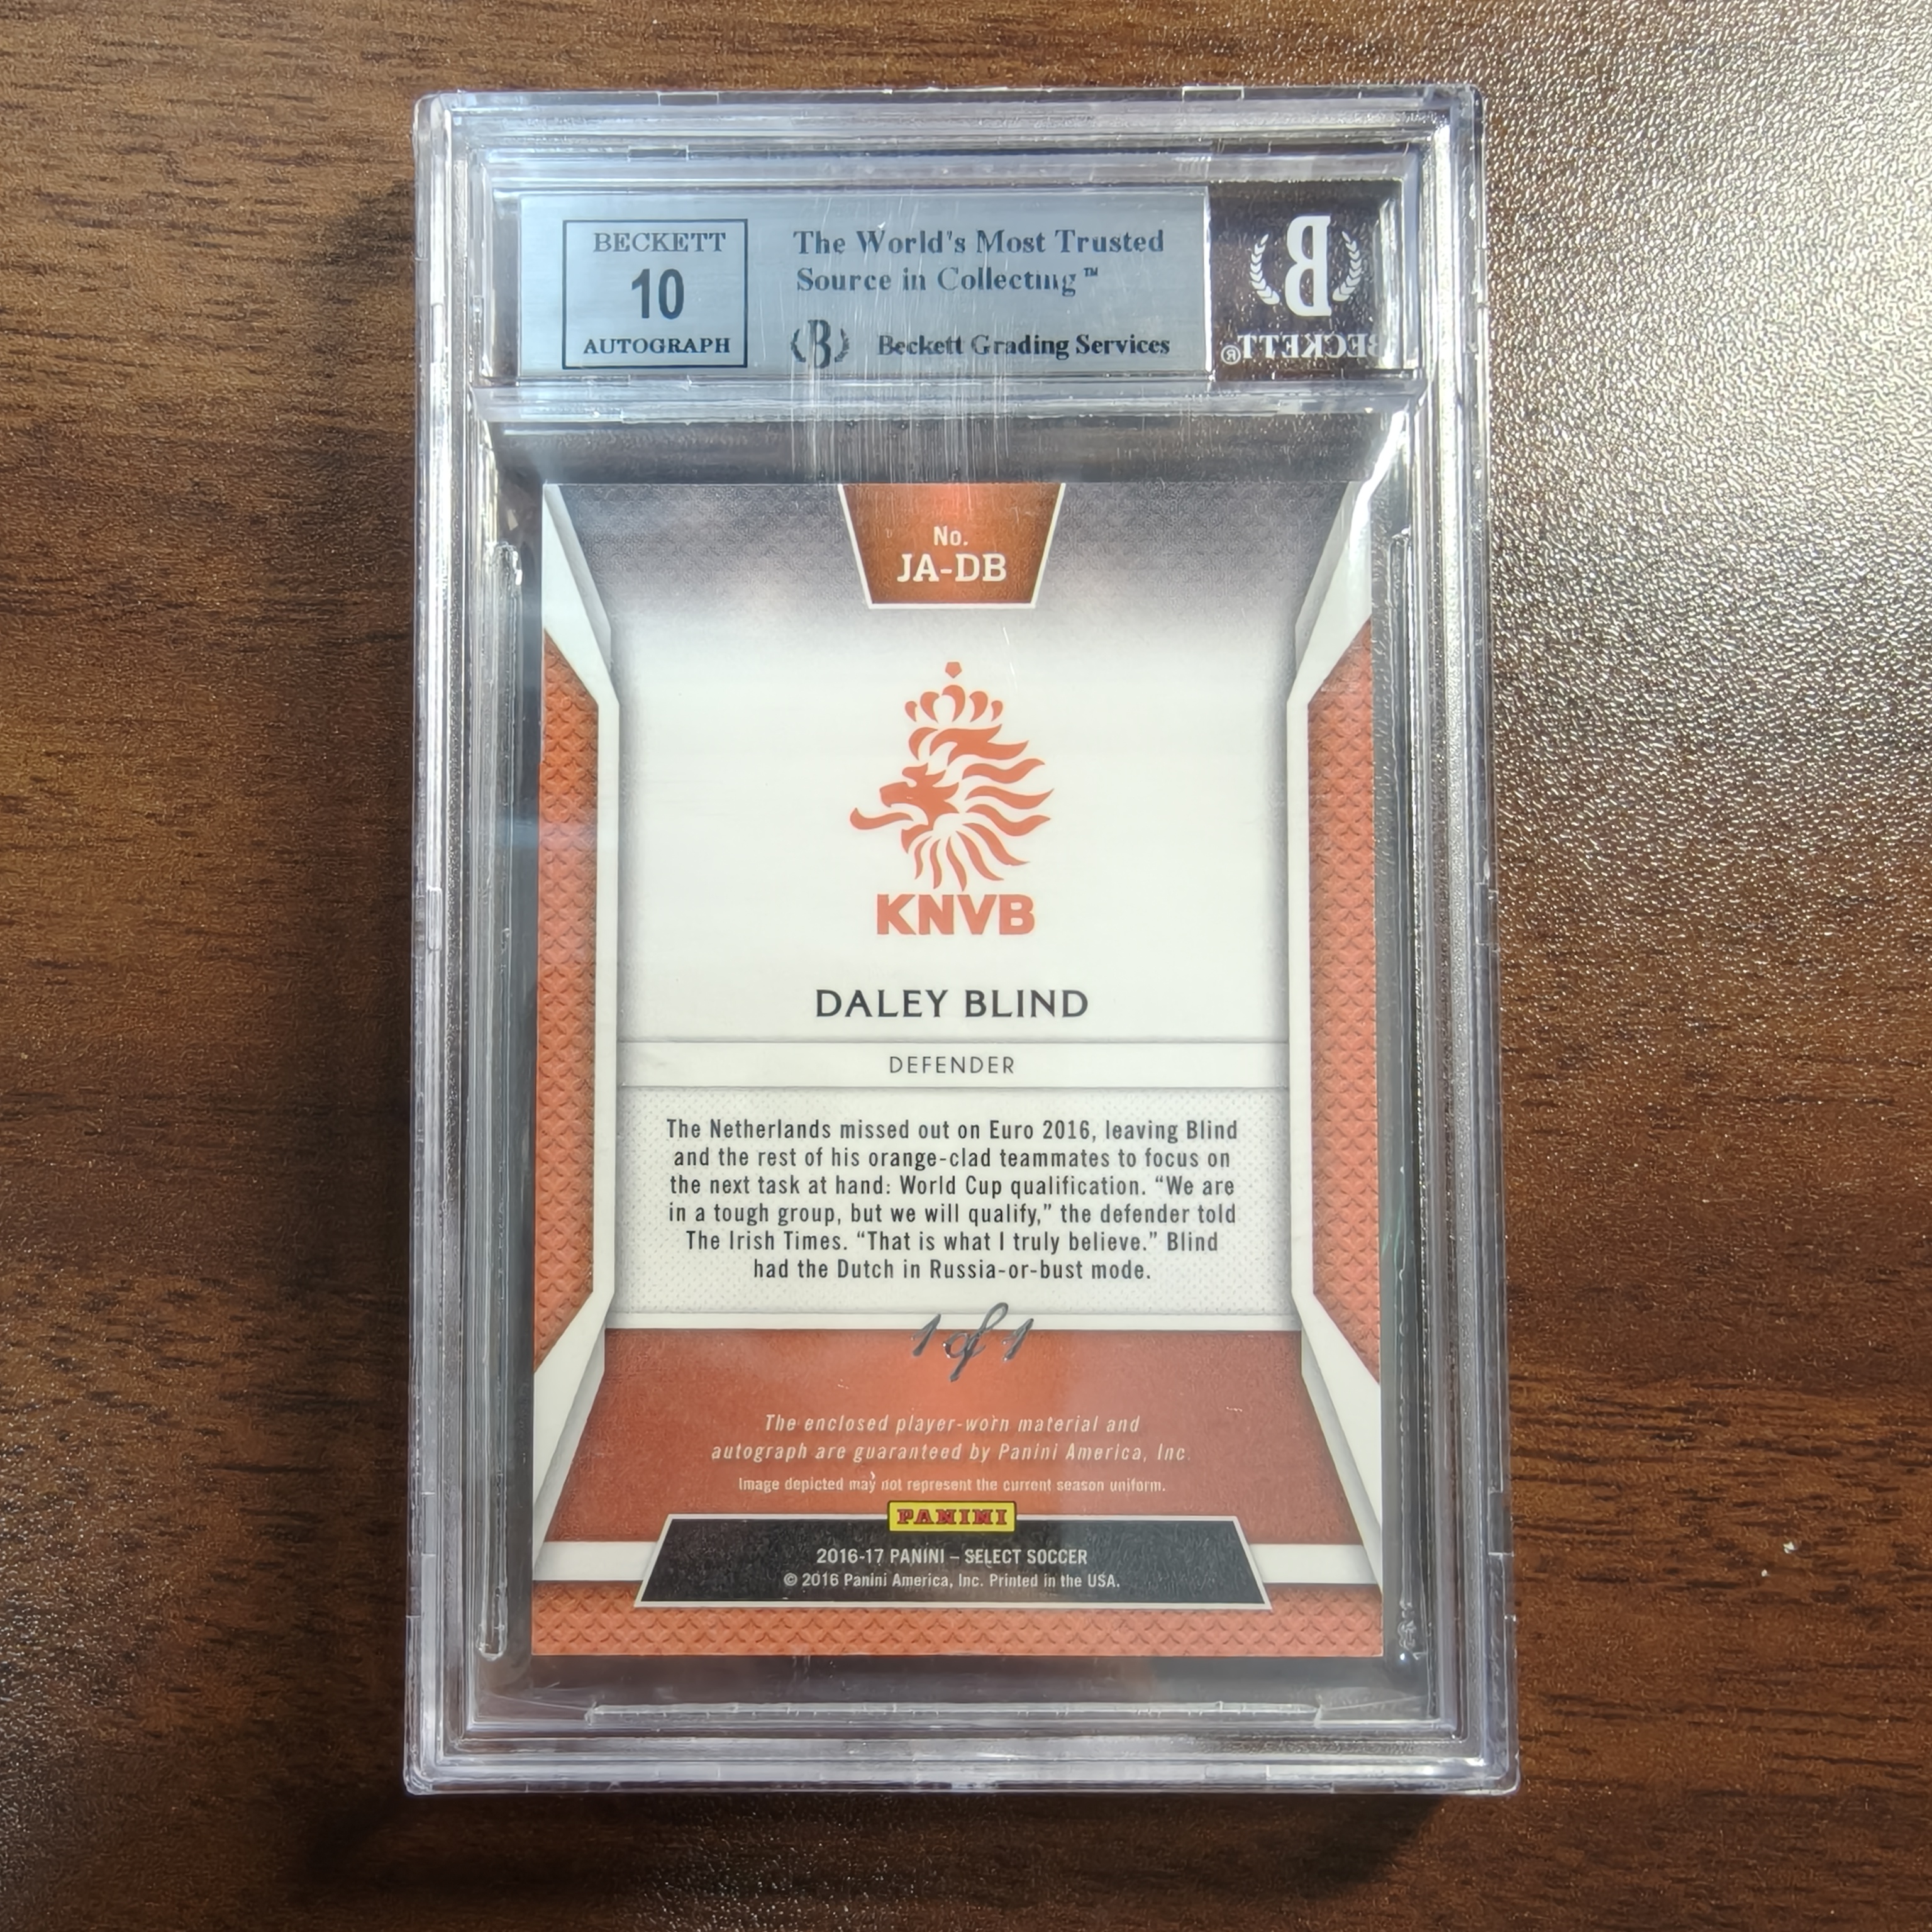 BECKETT
10
AUTOGRAPH
The World's Most Trusted
Source in Collecting™
B
Beckett Grading Services
B
BECKETT®
No.
JA-DB
KNVB
DALEY BLIND
DEFENDER
The Netherlands missed out on Euro 2016, leaving Blind
and the rest of his orange-clad teammates to focus on
the next task at hand: World Cup qualification. “We are
in a tough group, but we will qualify,” the defender told
The Irish Times. “That is what I truly believe.” Blind
had the Dutch in Russia-or-bust mode.
1 of 1
The enclosed player-worn material and
autograph are guaranteed by Panini America, Inc.
Image depicted may not represent the current season uniform.
PANINI
2016-17 PANINI – SELECT SOCCER
© 2016 Panini America, Inc. Printed in the USA.